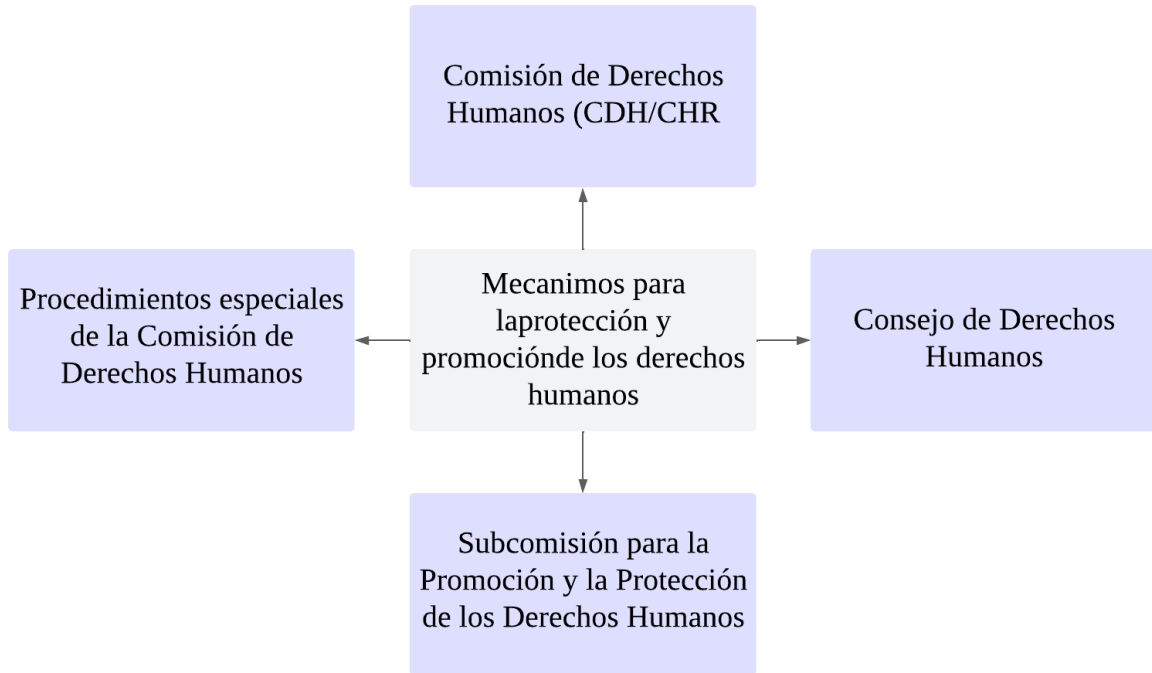 Comisión de Derechos
Humanos (CDH/CHR
Procedimientos especiales
de la Comisión de
Derechos Humanos
Mecanimos para
laprotección y
promociónde los derechos
humanos
Consejo de Derechos
Humanos
Subcomisión para la
Promoción y la Protección
de los Derechos Humanos